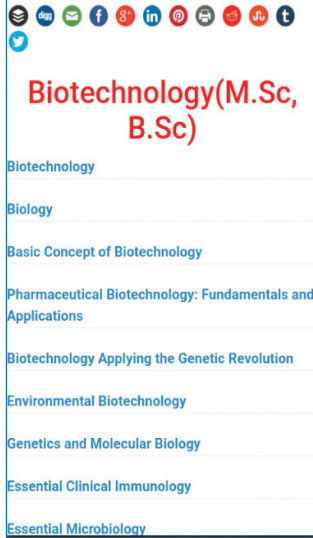 digg
Biotechnology(M.Sc,
B.Sc)
Biotechnology
Biology
Basic Concept of Biotechnology
Pharmaceutical Biotechnology: Fundamentals and
Applications
Biotechnology Applying the Genetic Revolution
Environmental Biotechnology
Genetics and Molecular Biology
Essential Clinical Immunology
Essential Microbiology